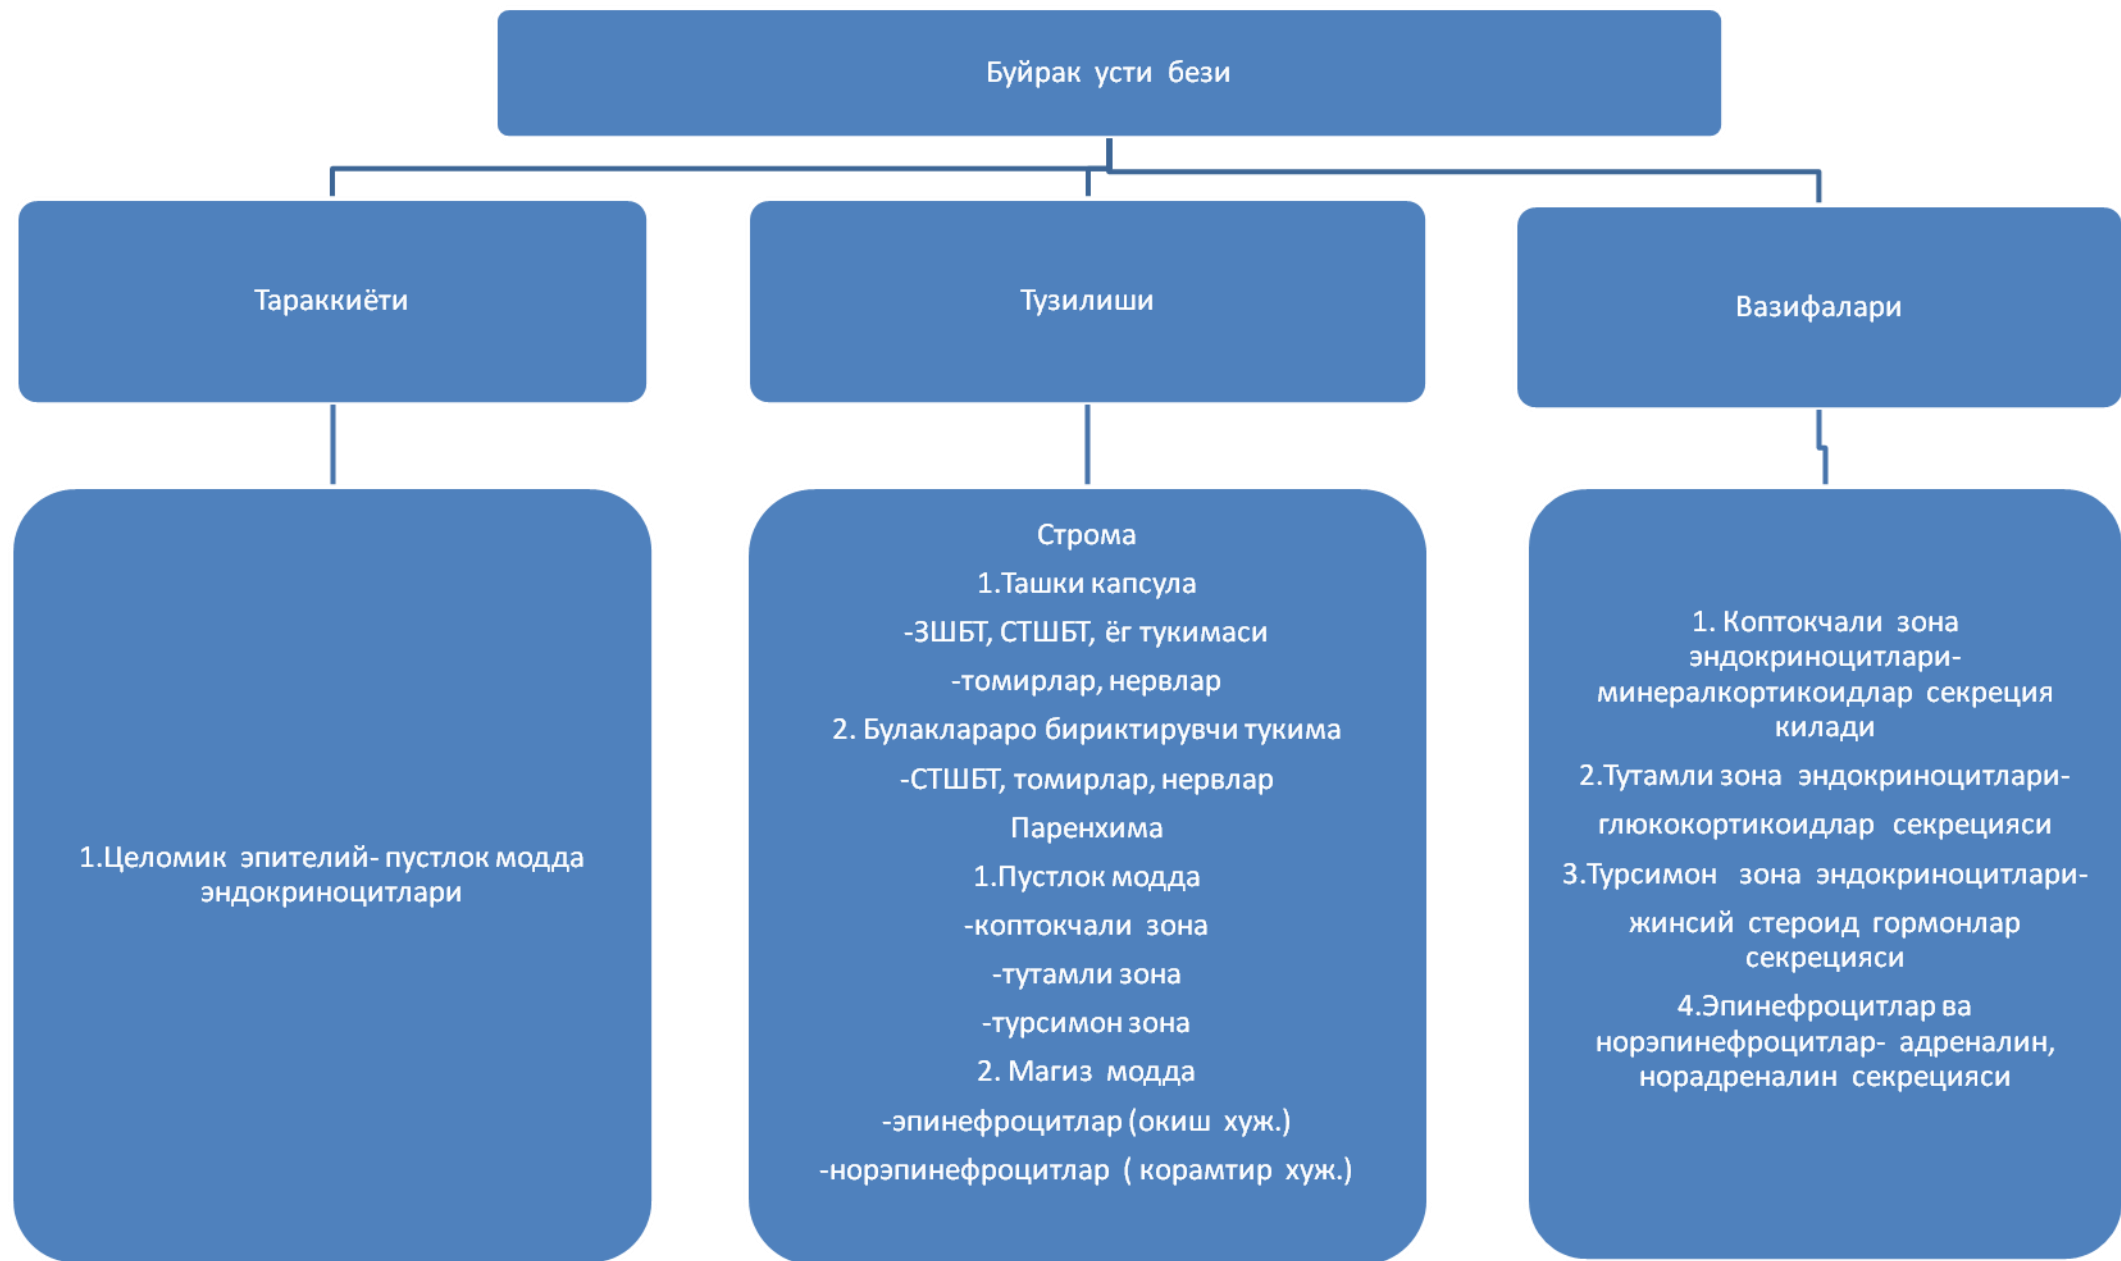 Буйрак усти бези
Тараккиёти
Тузилиши
Вазифалари
1.Целомик эпителий- пустлок модда
эндокриноцитлари
Строма
1.Ташки капсула
-ЗШБТ, СТШБТ, ёг тукимаси
-томирлар, нервлар
2. Булаклараро бириктирувчи тукима
-СТШБТ, томирлар, нервлар
Паренхима
1.Пустлок модда
-коптокчали зона
-тутамли зона
-турсимон зона
2. Магиз модда
-эпинефроцитлар (окиш хуж.)
-норэпинефроцитлар ( корамтир хуж.)
1. Коптокчали зона
эндокриноцитлари-
минералкортикоидлар секреция
килади
2.Тутамли зона эндокриноцитлари-
глюкокортикоидлар секрецияси
3.Турсимон зона эндокриноцитлари-
жинсий стероид гормонлар
секрецияси
4.Эпинефроцитлар ва
норэпинефроцитлар- адреналин,
норадреналин секрецияси